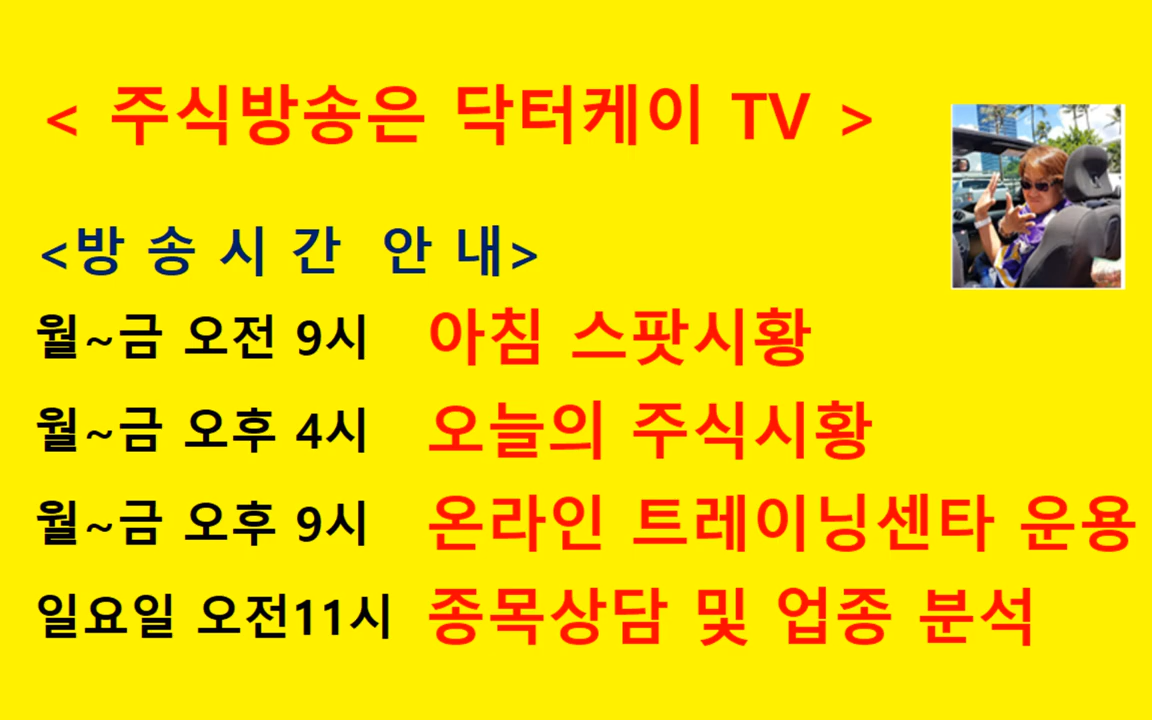 < 주식방송은 닥터케이 TV >
<방 송 시 간 안 내>
월~금 오전 9시 아침 스팟시황
월~금 오후 4시 오늘의 주식시황
월~금 오후 9시 온라인 트레이닝센타 운용
일요일 오전11시 종목상담 및 업종 분석